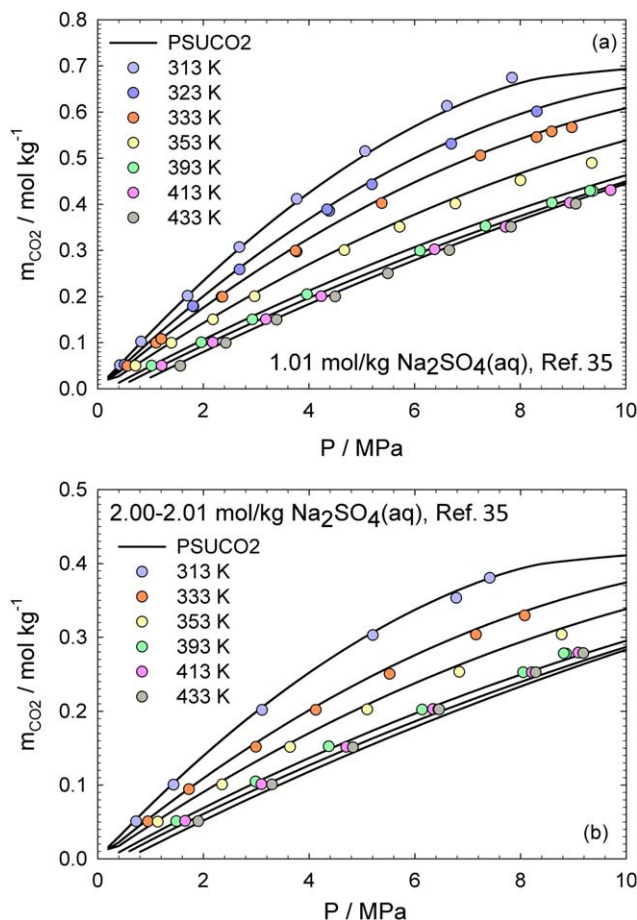 (a)
PSUCO2
313 K
323 K
333 K
353 K
393 K
413 K
433 K
1.01 mol/kg Na2SO4(aq), Ref. 35
0.8
0.7
0.6
0.5
0.4
0.3
0.2
0.1
0.0
mCO2 / mol kg-1
0 2 4 6 8 10
P / MPa
2.00-2.01 mol/kg Na2SO4(aq), Ref. 35
PSUCO2
313 K
333 K
353 K
393 K
413 K
433 K
(b)
0.5
0.4
0.3
0.2
0.1
0.0
mCO2 / mol kg-1
0 2 4 6 8 10
P / MPa